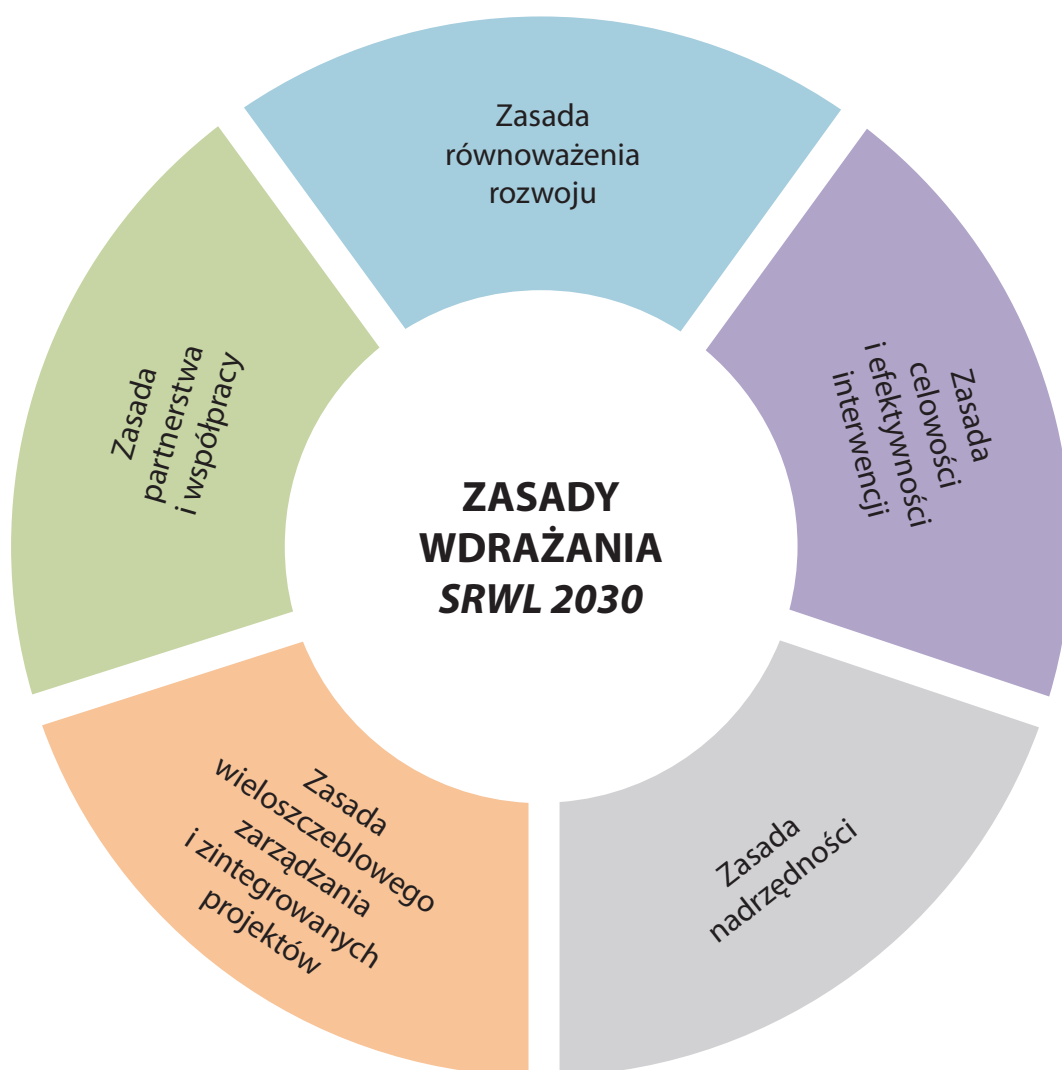 Zasada
równoważenia
rozwoju
Zasada
celowości
i efektywności
interwencji
Zasada
nadrzędności
Zasada
wieloszczeblowego
zarządzania
i zintegrowanych
projektów
Zasada
partnerstwa
i współpracy
ZASADY
WDRAŻANIA
SRWL 2030